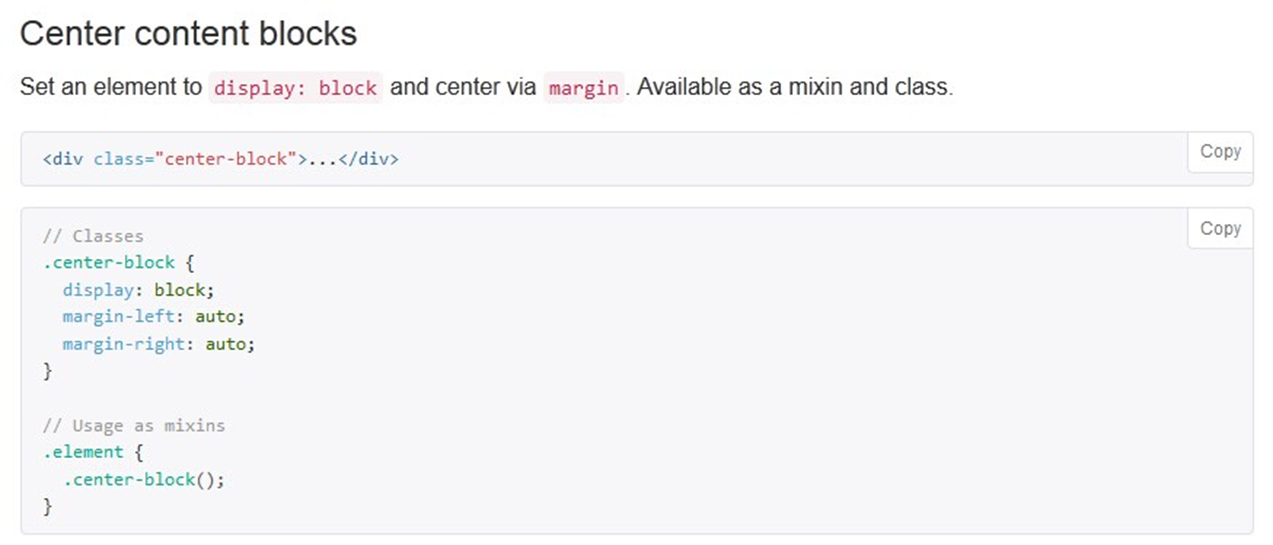 Center content blocks
Set an element to display: block and center via margin. Available as a mixin and class.
Copy
<div class="center-block">...</div>
Copy
// Classes
.center-block {
  display: block;
  margin-left: auto;
  margin-right: auto;
}

// Usage as mixins
.element {
  .center-block();
}